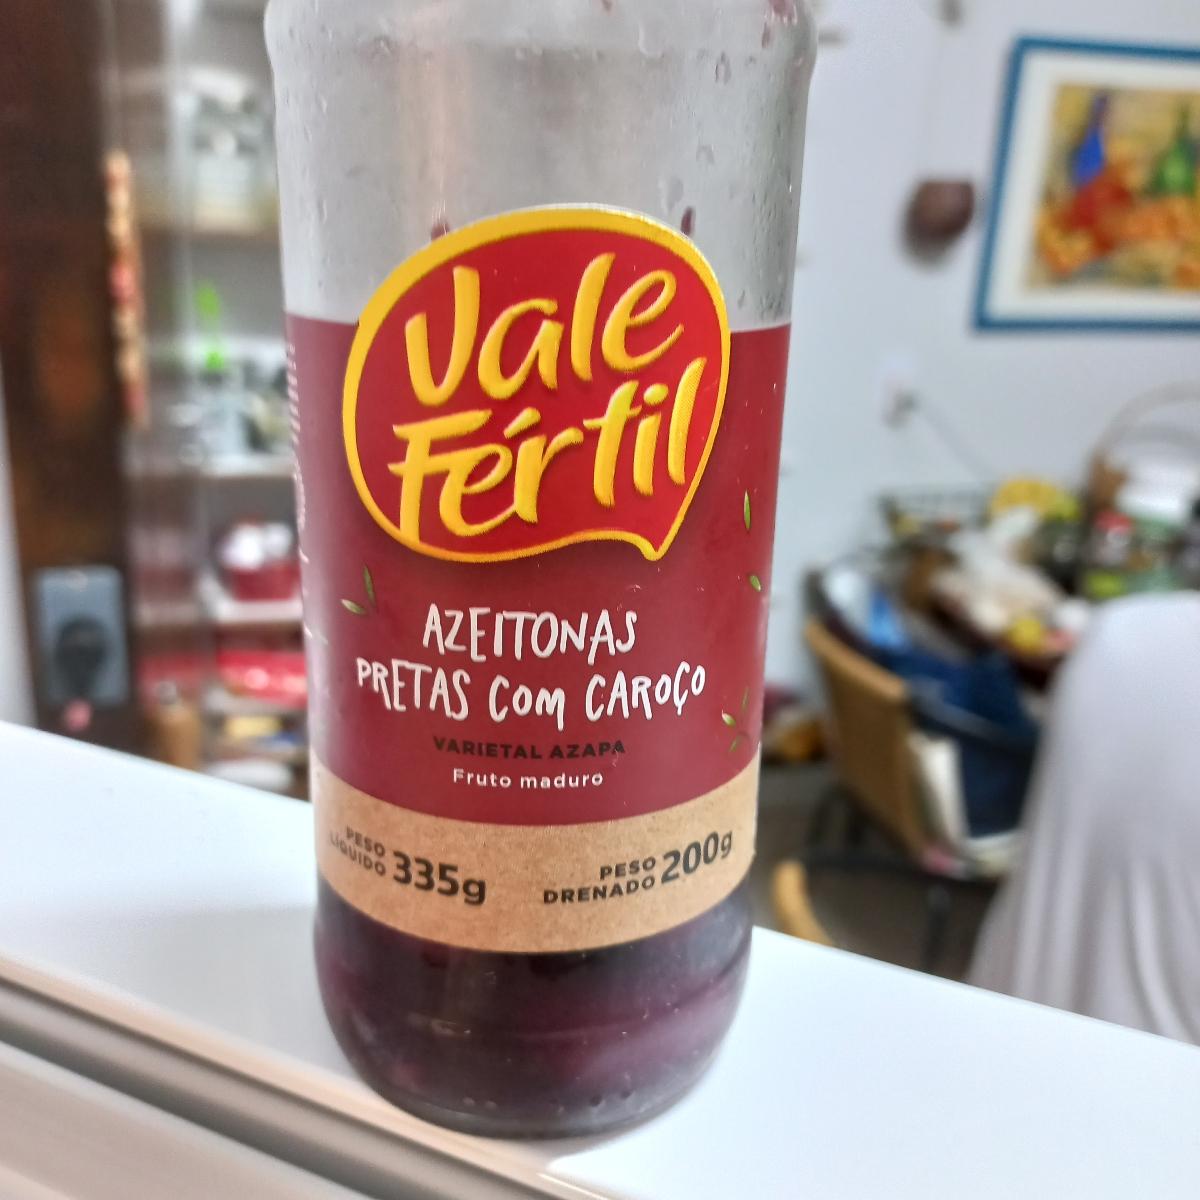 Vale
Fértil
AZEITONAS
PRETAS COM CAROÇO
VARIETAL AZAPA
Fruto maduro
PESO
LÍQUIDO 335g
PESO
DRENADO 200g